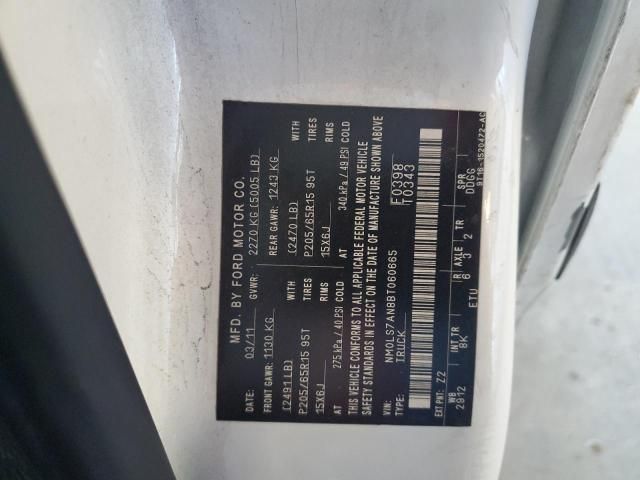 MFD. BY FORD MOTOR CO.
DATE: 03/11 GVWR: 2270 KG (5005 LB)
FRONT GAWR: 1130 KG REAR GAWR: 1243 KG
(2491 LB) (2470 LB) WITH
P205/65R15 95T P205/65R15 95T TIRES
15X6J 15X6J RIMS
AT 275 kPa / 40 PSI COLD AT 340 kPa / 49 PSI COLD
THIS VEHICLE CONFORMS TO ALL APPLICABLE FEDERAL MOTOR VEHICLE
SAFETY STANDARDS IN EFFECT ON THE DATE OF MANUFACTURE SHOWN ABOVE
VIN: NM0LS7AN8BT060665 F0398
TYPE: TRUCK T0343
EXT PNT: Z2
WB INT TR R AXLE TR SPR
2912 8K 6 3 2 DDGG
ETU 9T16-1520472-AC